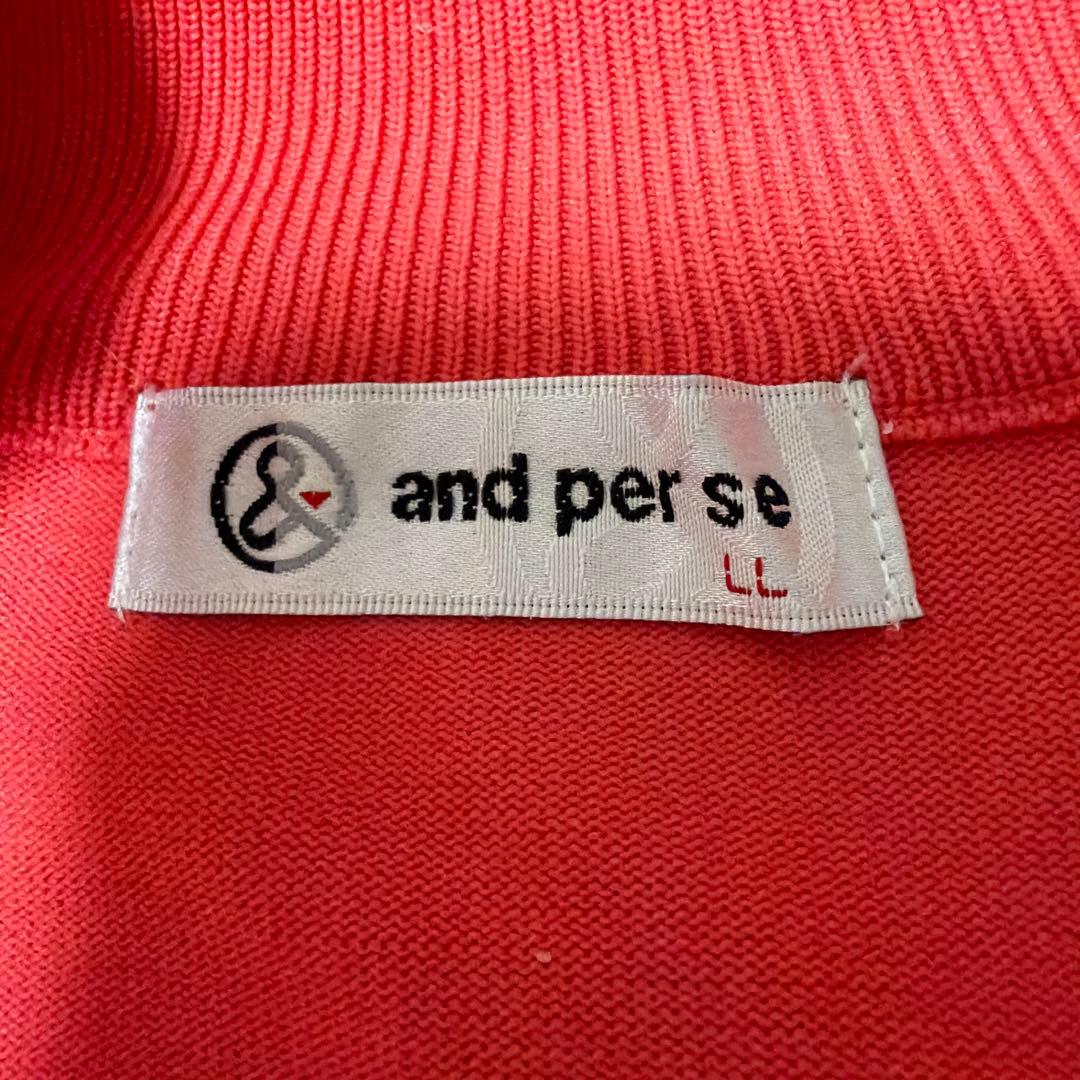 & and per se
LL